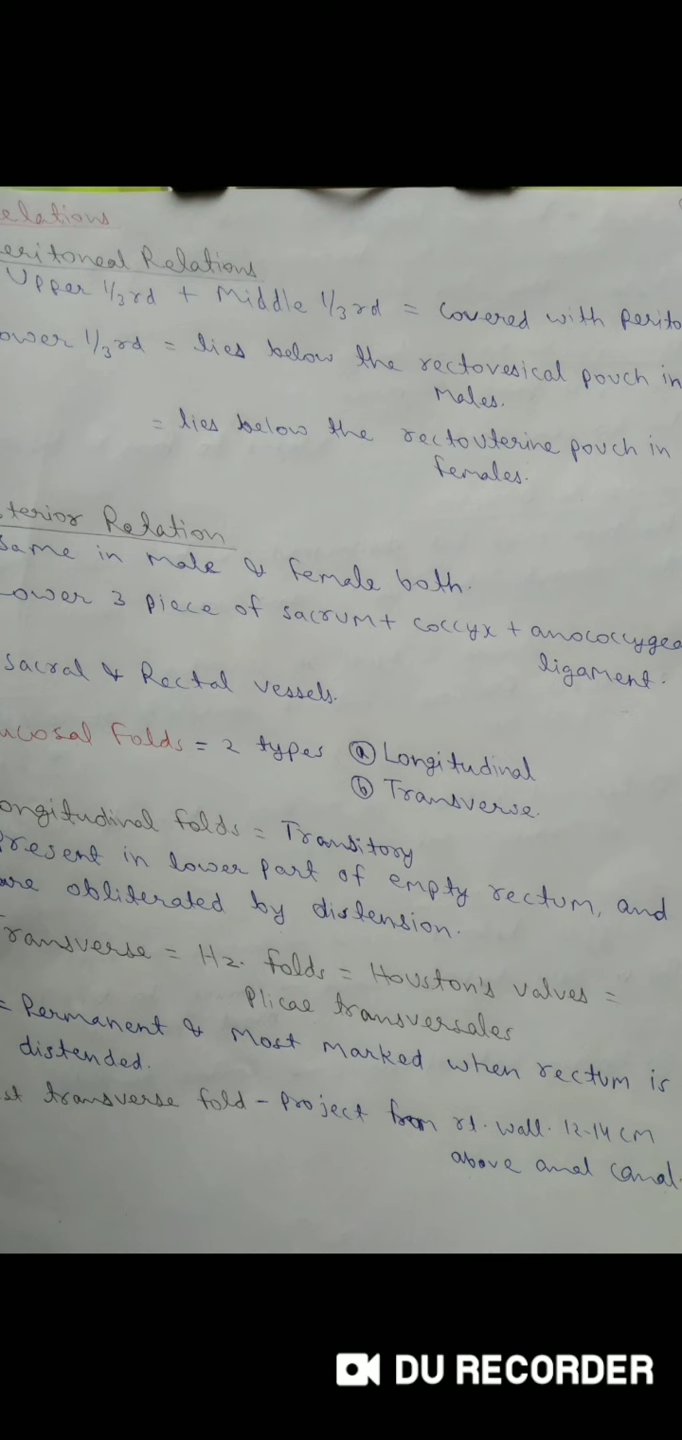 elations
eritoneal Relations
Upper 1/3rd + Middle 1/3rd = covered with perito
ower 1/3rd = lies below the rectovesical pouch in
Males.
= lies below the rectouterine pouch in
females.
terior Relation
Same in male & female both.
Lower 3 piece of sacrum + coccyx + anococcygea
ligament.
Sacral & Rectal vessels.
ucosal Folds = 2 types ⓐ Longitudinal
ⓑ Transverse.
ongitudinal folds = Transitory
Present in lower part of empty rectum, and
are obliterated by distension.
Transverse = Hz. folds = Houston's valves =
Plicae transversales
= Permanent & Most Marked when rectum is
distended.
st transverse fold - Project from rt. wall. 12-14 CM
above anal canal.
DU RECORDER